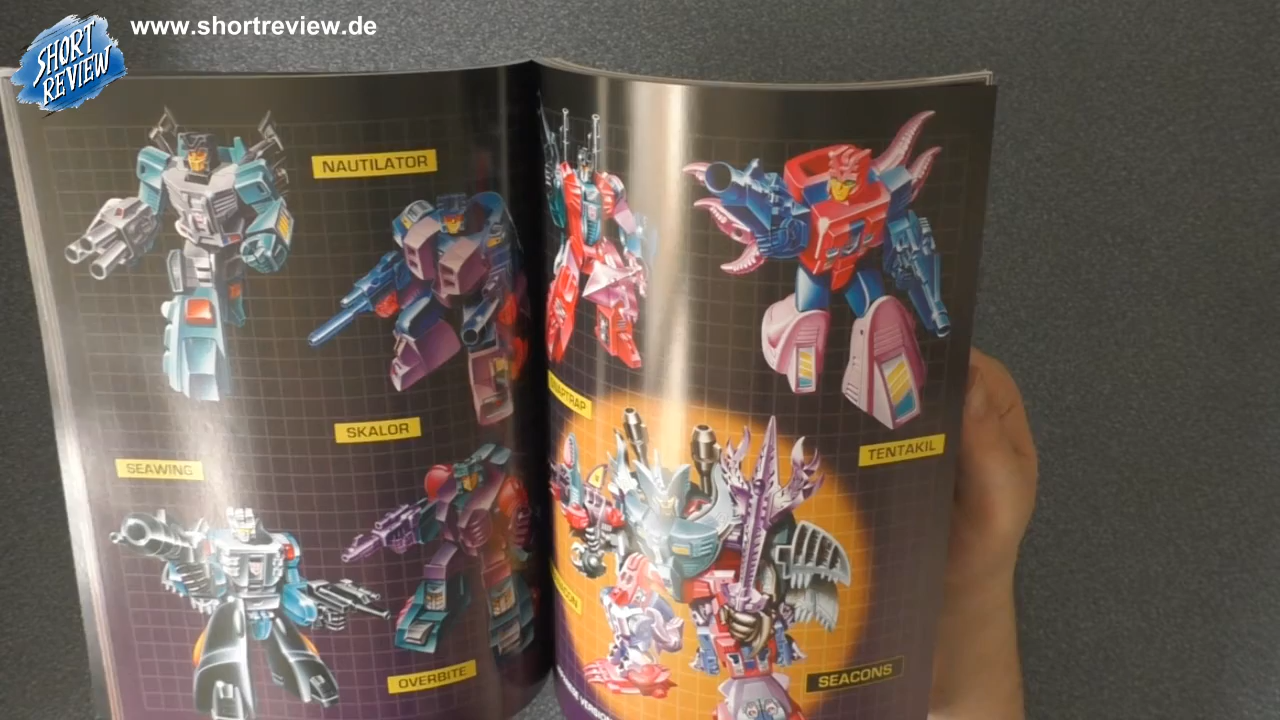 SHORT
REVIEW
www.shortreview.de
NAUTILATOR
SKALOR
SEAWING
OVERBITE
TENTAKIL
SEACONS